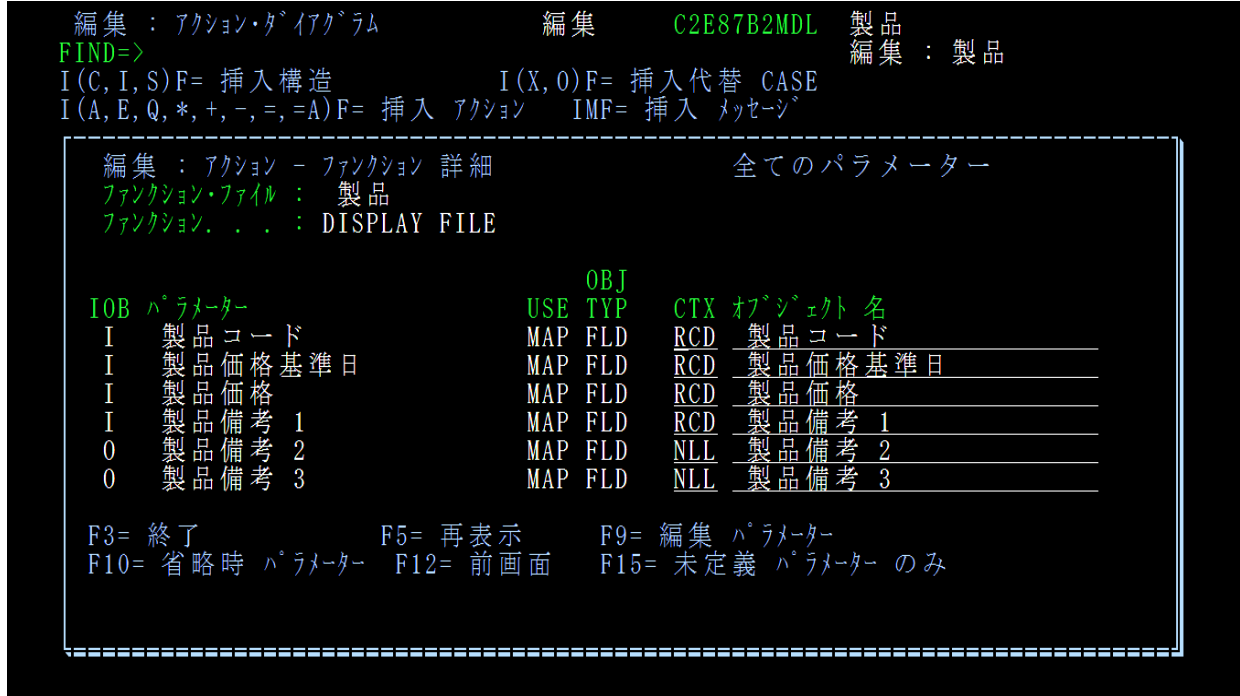 編集 : ｱｸｼｮﾝ･ﾀﾞｲｱｸﾞﾗﾑ 編集 C2E87B2MDL 製品
FIND=> 編集 : 製品
I(C,I,S)F= 挿入構造 I(X,O)F= 挿入代替 CASE
I(A,E,Q,*,+,-,=,=A)F= 挿入 ｱｸｼｮﾝ IMF= 挿入 ﾒｯｾｰｼﾞ
編集 : ｱｸｼｮﾝ - ﾌｧﾝｸｼｮﾝ 詳細 全てのパラメーター
ﾌｧﾝｸｼｮﾝ･ﾌｧｲﾙ : 製品
ﾌｧﾝｸｼｮﾝ. . . : DISPLAY FILE
OBJ
IOB ﾊﾟﾗﾒｰﾀｰ USE TYP CTX ｵﾌﾞｼﾞｪｸﾄ 名
I 製品コード MAP FLD RCD 製品コード
I 製品価格基準日 MAP FLD RCD 製品価格基準日
I 製品価格 MAP FLD RCD 製品価格
I 製品備考 1 MAP FLD RCD 製品備考 1
O 製品備考 2 MAP FLD NLL 製品備考 2
O 製品備考 3 MAP FLD NLL 製品備考 3
F3= 終了 F5= 再表示 F9= 編集 ﾊﾟﾗﾒｰﾀｰ
F10= 省略時 ﾊﾟﾗﾒｰﾀｰ F12= 前画面 F15= 未定義 ﾊﾟﾗﾒｰﾀｰ のみ